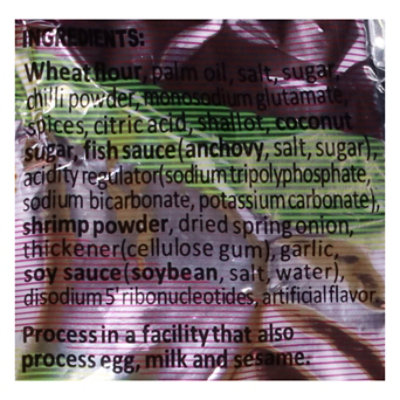 INGREDIENTS:
Wheat flour, palm oil, salt, sugar,
chilli powder, monosodium glutamate,
spices, citric acid, shallot, coconut
sugar, fish sauce(anchovy, salt, sugar),
acidity regulator(sodium tripolyphosphate,
sodium bicarbonate, potassium carbonate),
shrimp powder, dried spring onion,
thickener(cellulose gum), garlic,
soy sauce(soybean, salt, water),
disodium 5' ribonucleotides, artificial flavor.
Process in a facility that also
process egg, milk and sesame.